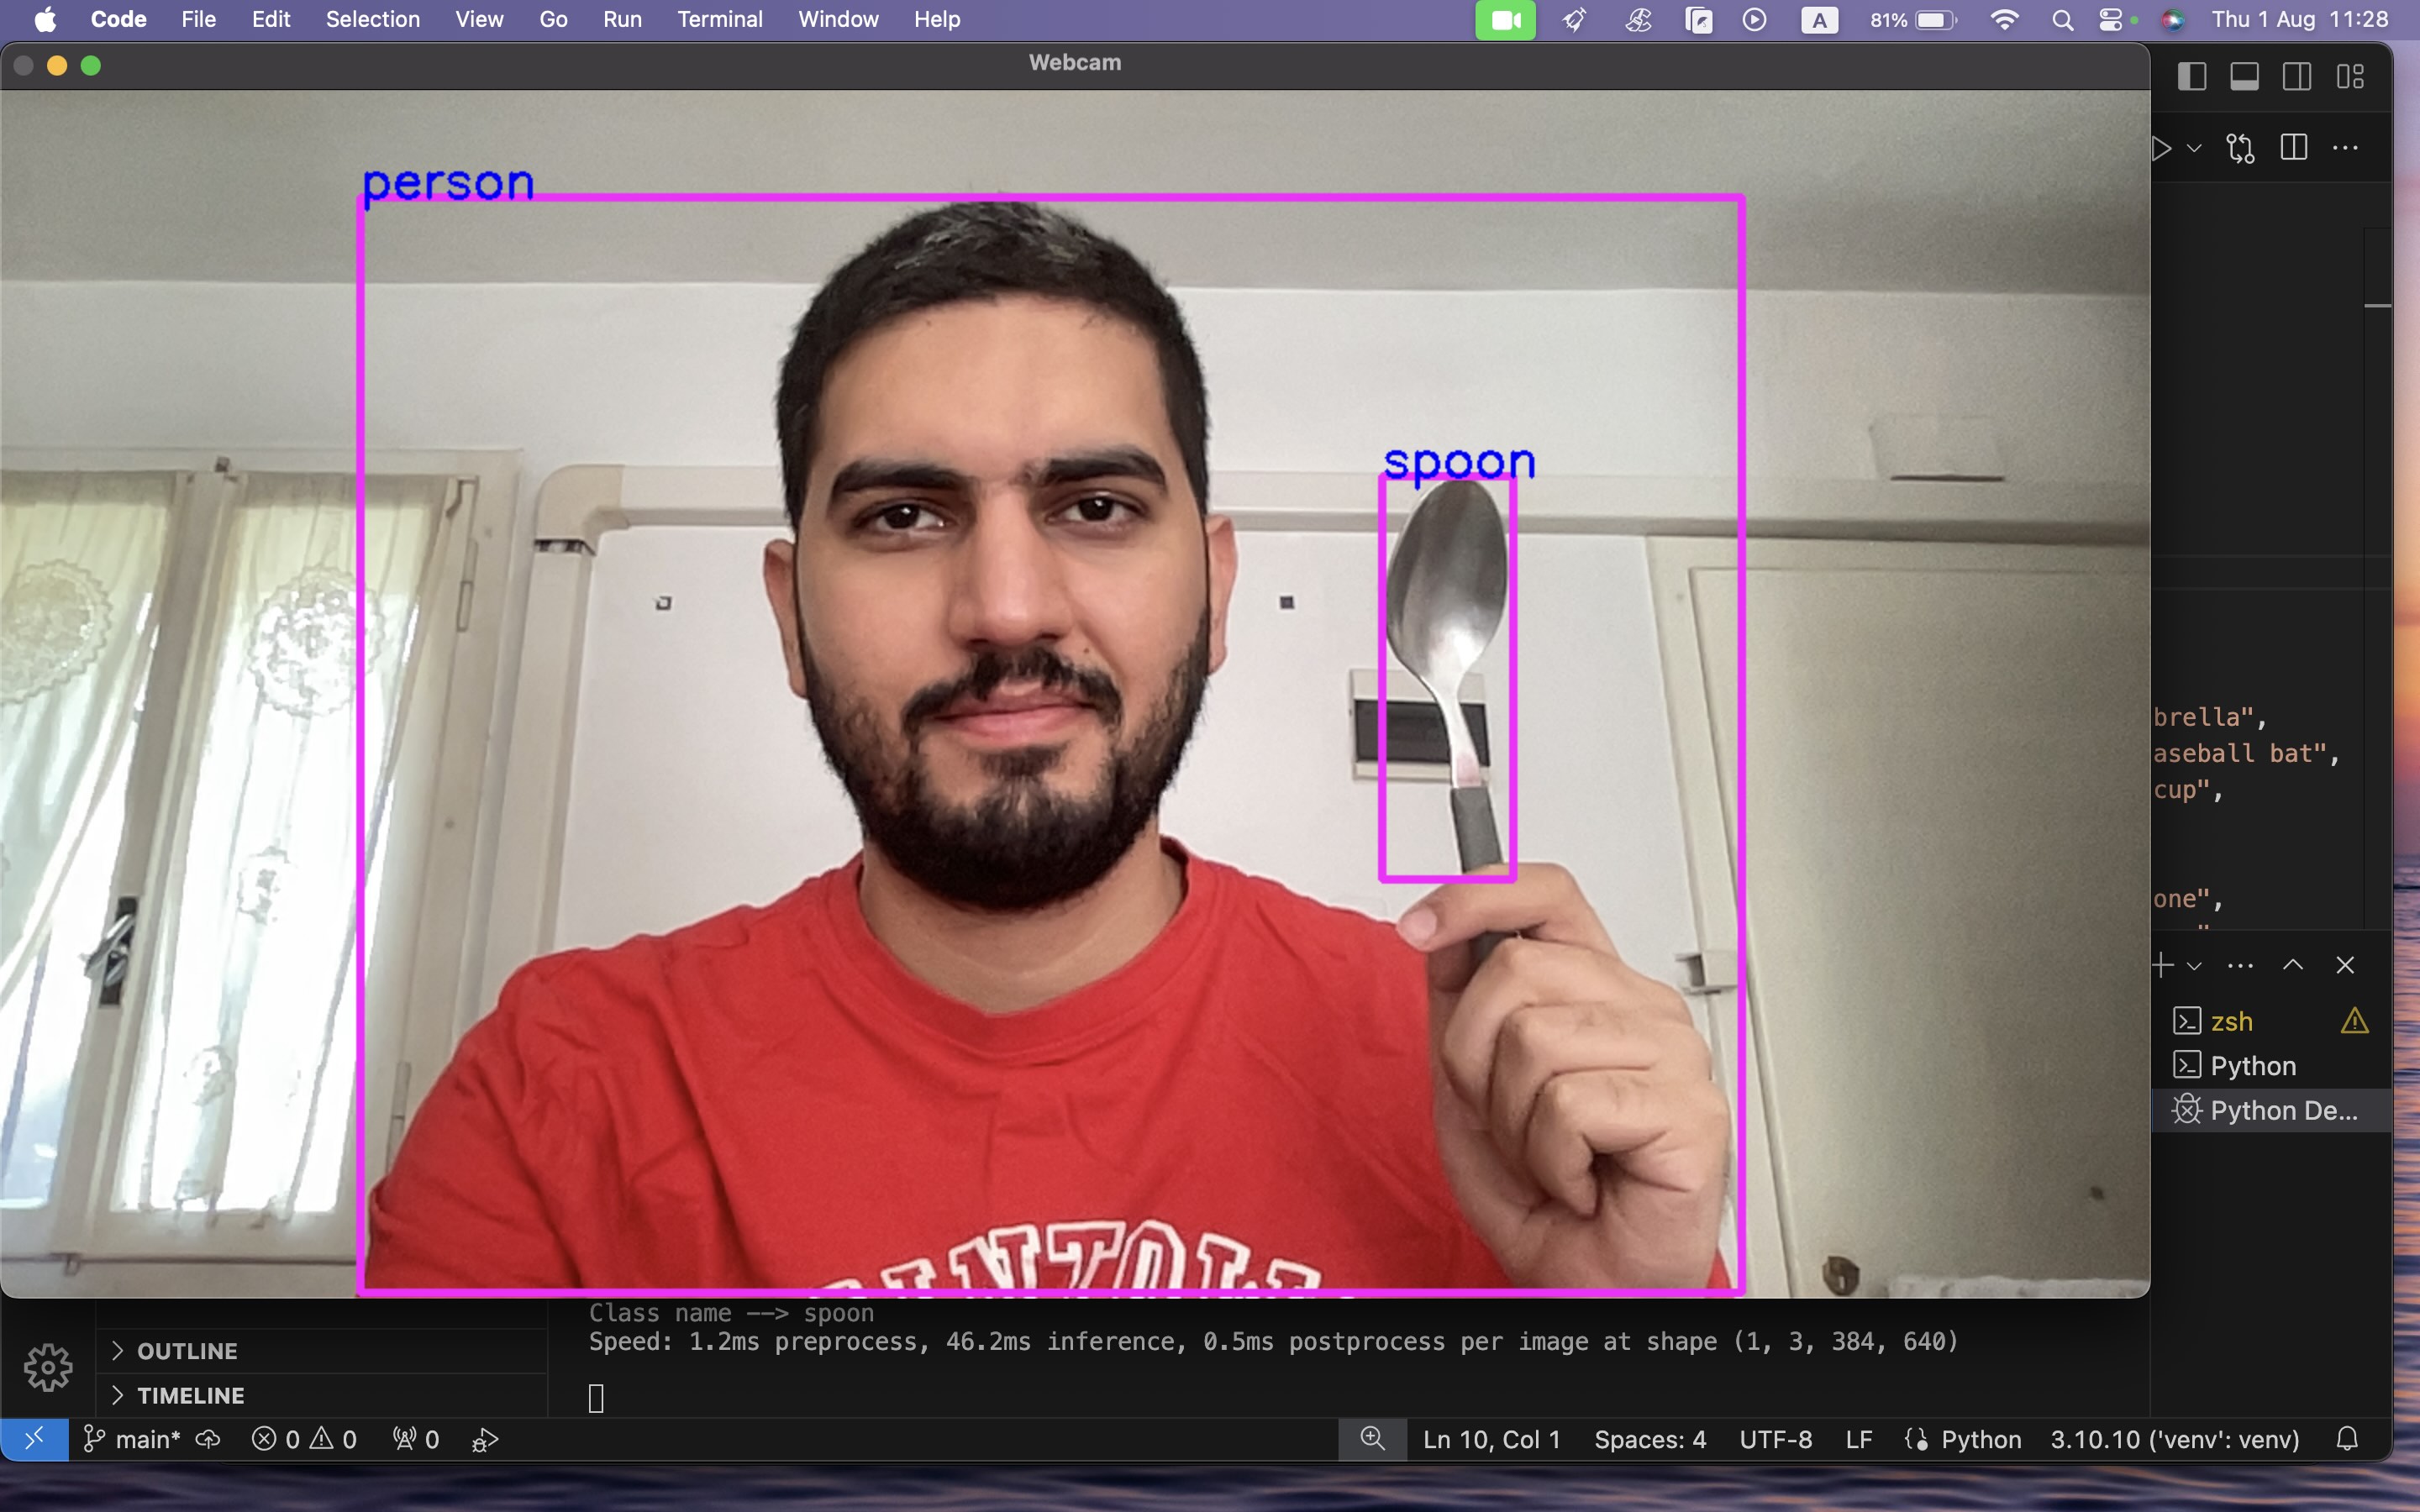 Code File Edit Selection View Go Run Terminal Window Help A 81% Thu 1 Aug 11:28
Webcam
person
spoon
brella",
aseball bat",
cup",
one",
zsh
Python
Python De...
Class name --> spoon
Speed: 1.2ms preprocess, 46.2ms inference, 0.5ms postprocess per image at shape (1, 3, 384, 640)
OUTLINE
TIMELINE
main* 0 0 0 Ln 10, Col 1 Spaces: 4 UTF-8 LF Python 3.10.10 ('venv': venv)